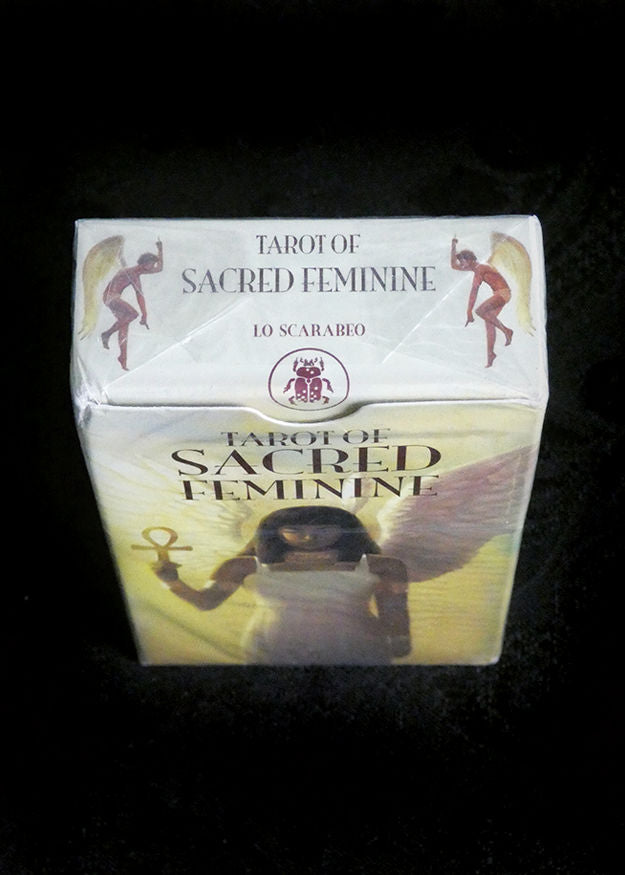 TAROT OF
SACRED FEMININE
LO SCARABEO
TAROT OF
SACRED
FEMININE